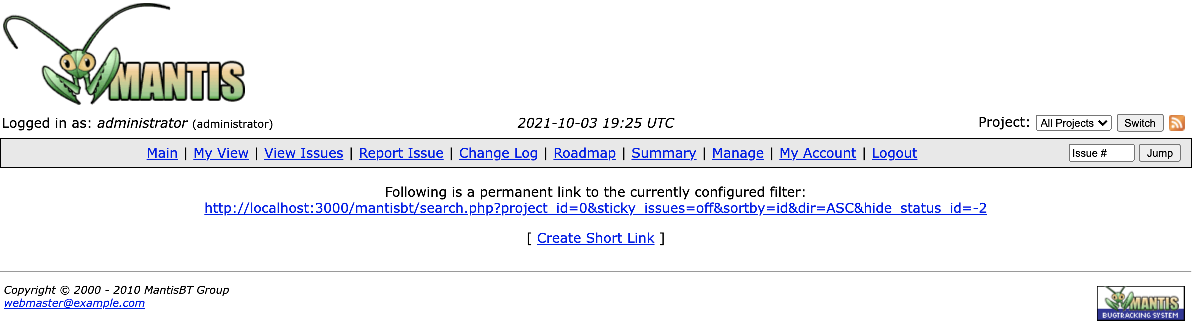 MANTIS
Logged in as: administrator (administrator)
2021-10-03 19:25 UTC
Project: All Projects Switch
Main | My View | View Issues | Report Issue | Change Log | Roadmap | Summary | Manage | My Account | Logout
Issue # Jump
Following is a permanent link to the currently configured filter:
http://localhost:3000/mantisbt/search.php?project_id=0&sticky_issues=off&sortby=id&dir=ASC&hide_status_id=-2
[ Create Short Link ]
Copyright © 2000 - 2010 MantisBT Group
webmaster@example.com
MANTIS
BUGTRACKING SYSTEM